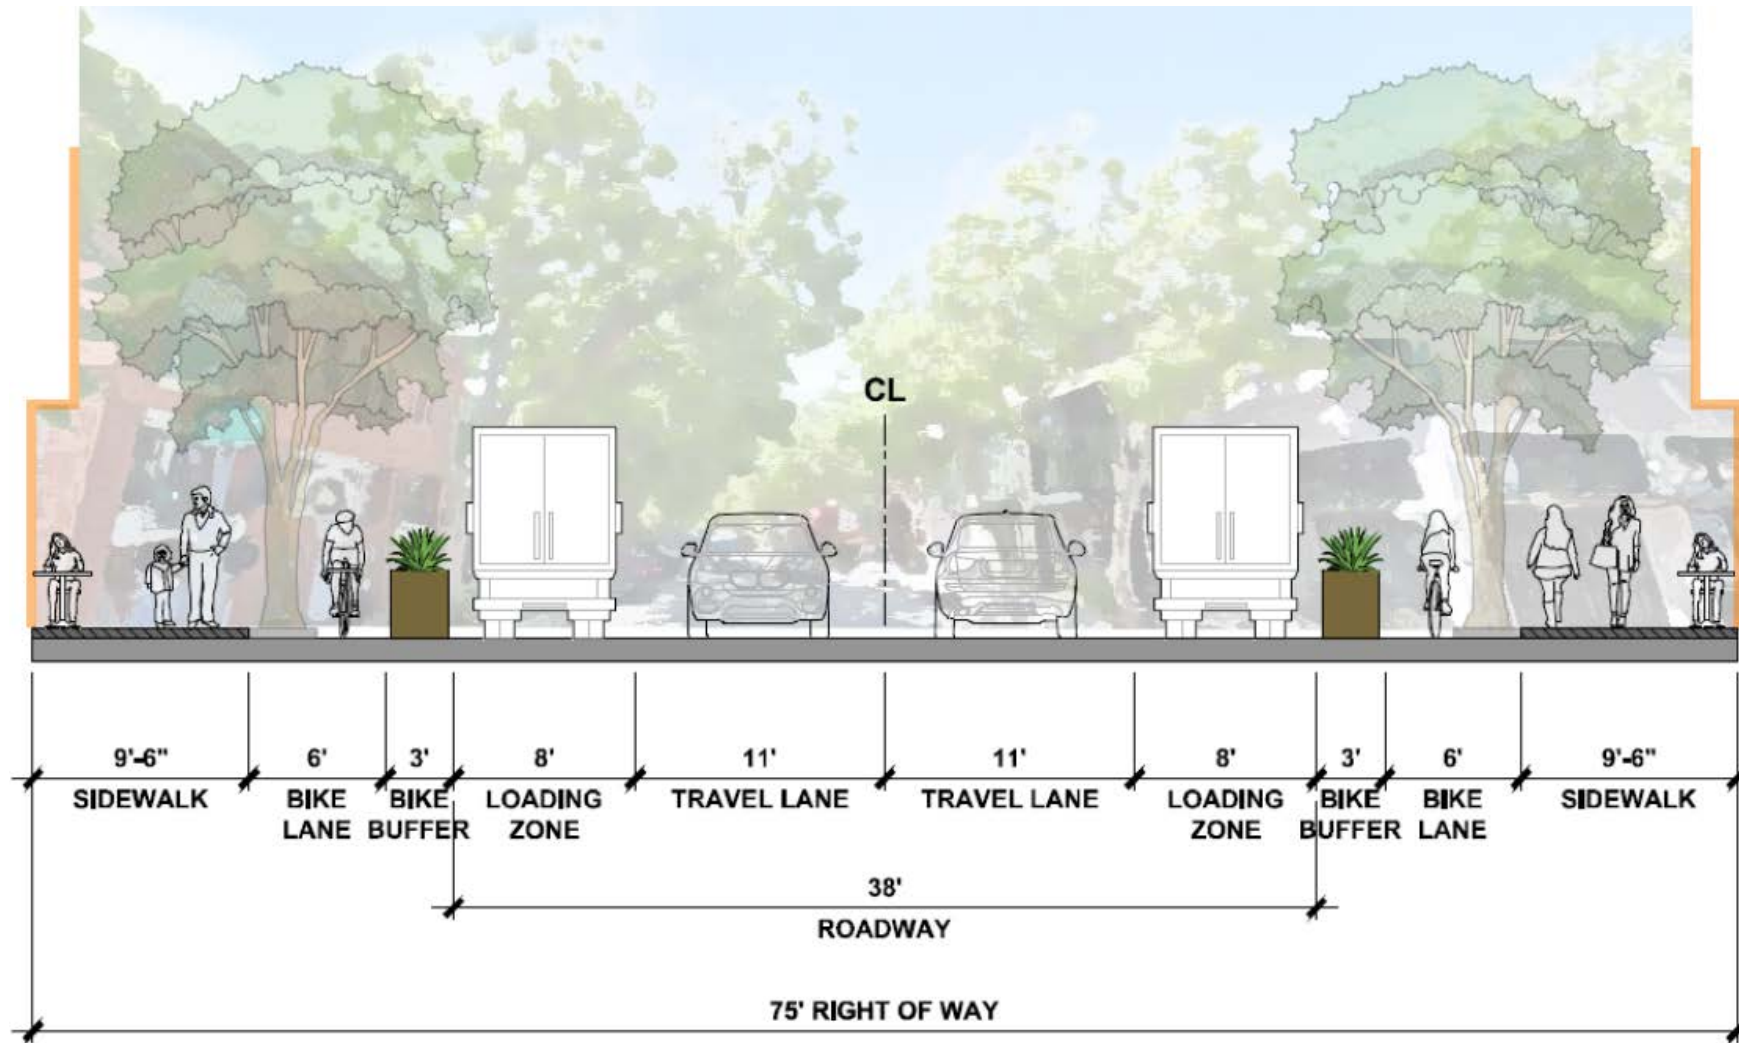 CL
9'-6" 6' 3' 8' 11' 11' 8' 3' 6' 9'-6"
SIDEWALK BIKE BIKE LOADING TRAVEL LANE TRAVEL LANE LOADING BIKE BIKE SIDEWALK
LANE BUFFER ZONE ZONE BUFFER LANE
38'
ROADWAY
75' RIGHT OF WAY